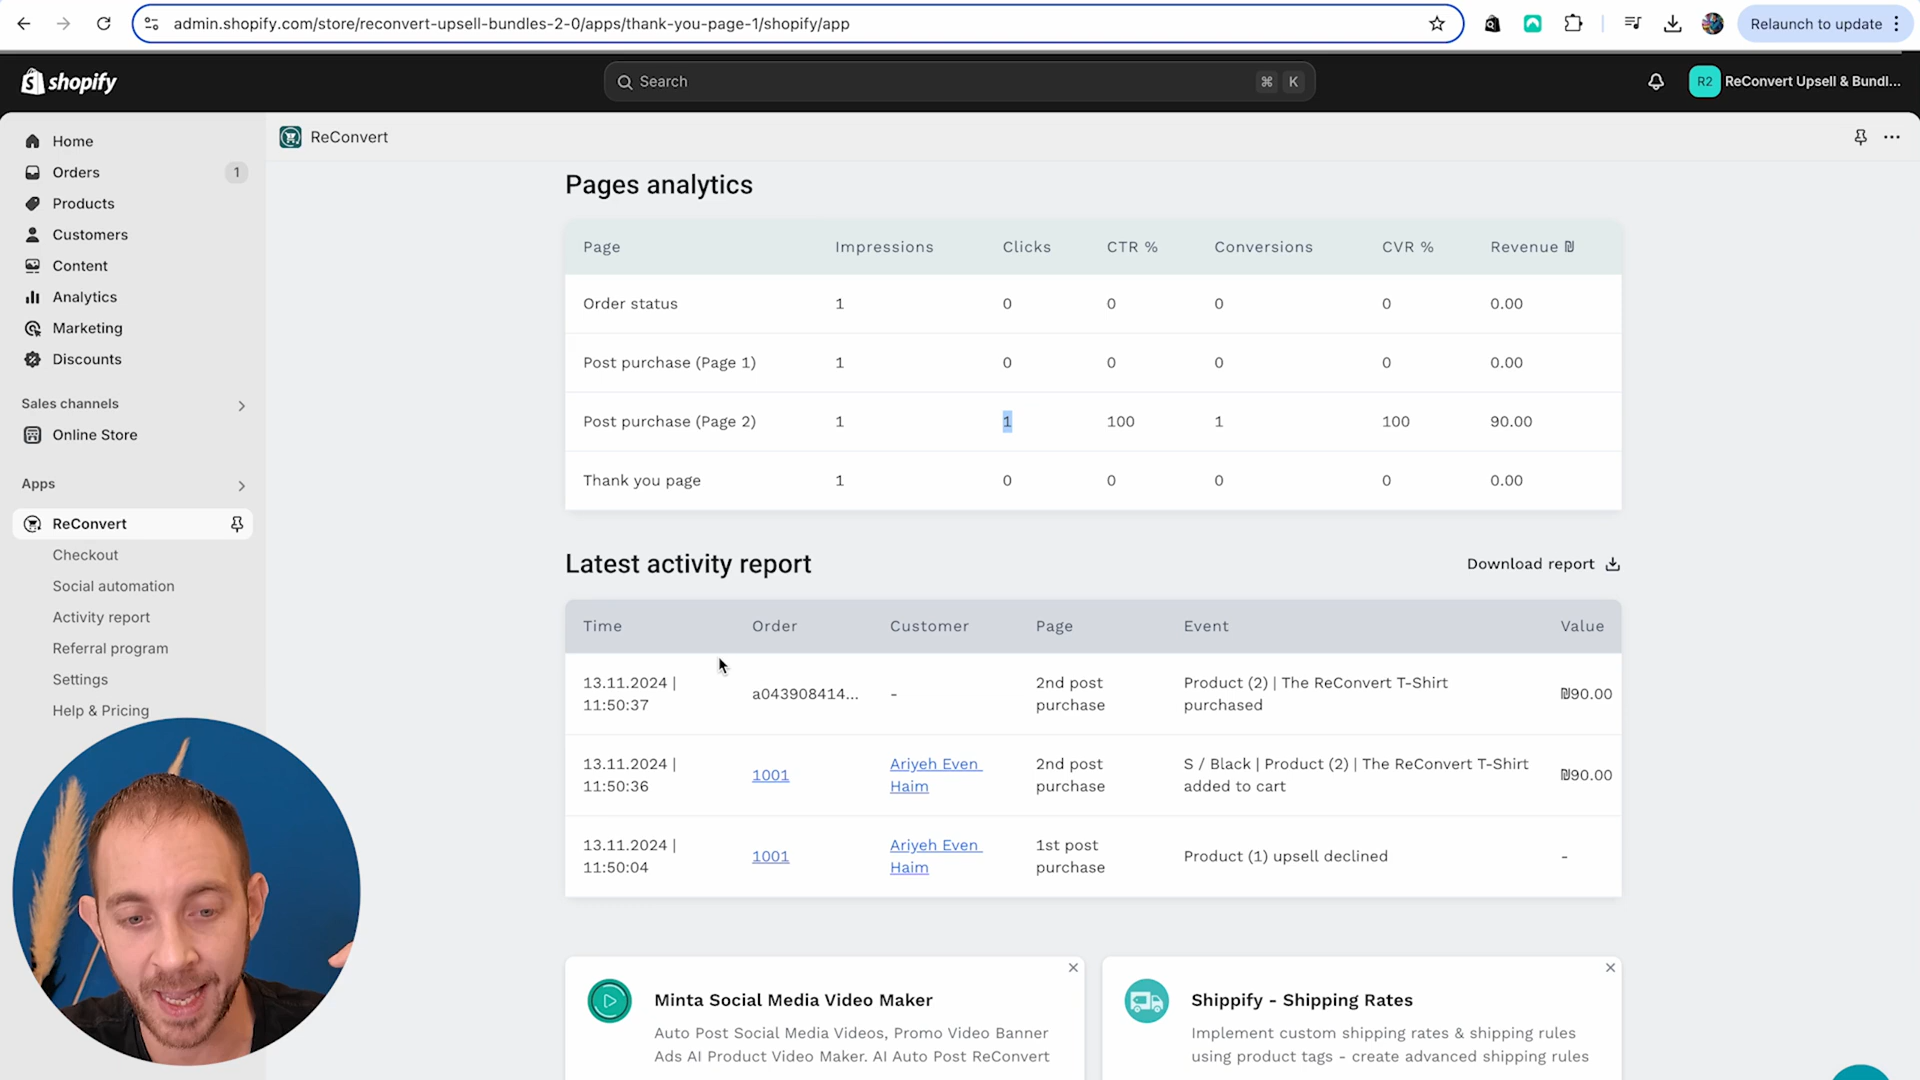 admin.shopify.com/store/reconvert-upsell-bundles-2-0/apps/thank-you-page-1/shopify/app
Relaunch to update
shopify
Search
⌘ K
R2 ReConvert Upsell & Bundl...
Home
Orders 1
Products
Customers
Content
Analytics
Marketing
Discounts
Sales channels
Online Store
Apps
ReConvert
Checkout
Social automation
Activity report
Referral program
Settings
Help & Pricing
ReConvert
Pages analytics
Page Impressions Clicks CTR % Conversions CVR % Revenue ₪
Order status 1 0 0 0 0 0.00
Post purchase (Page 1) 1 0 0 0 0 0.00
Post purchase (Page 2) 1 1 100 1 100 90.00
Thank you page 1 0 0 0 0 0.00
Latest activity report
Download report
Time Order Customer Page Event Value
13.11.2024 |
11:50:37
a043908414...
-
2nd post
purchase
Product (2) | The ReConvert T-Shirt
purchased
₪90.00
13.11.2024 |
11:50:36
1001
Ariyeh Even
Haim
2nd post
purchase
S / Black | Product (2) | The ReConvert T-Shirt
added to cart
₪90.00
13.11.2024 |
11:50:04
1001
Ariyeh Even
Haim
1st post
purchase
Product (1) upsell declined
-
Minta Social Media Video Maker
Auto Post Social Media Videos, Promo Video Banner
Ads AI Product Video Maker. AI Auto Post ReConvert
Shippify - Shipping Rates
Implement custom shipping rates & shipping rules
using product tags - create advanced shipping rules